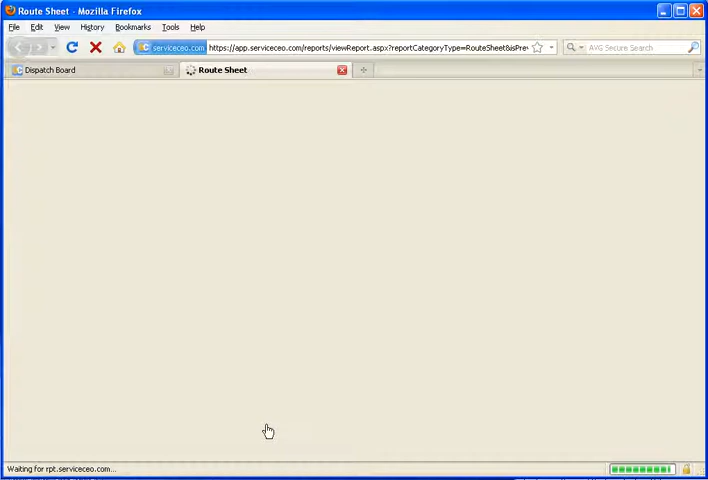 Route Sheet - Mozilla Firefox
File Edit View History Bookmarks Tools Help
serviceceo.com https://app.serviceceo.com/reports/viewReport.aspx?reportCategoryType=RouteSheet&isPrev AVG Secure Search
Dispatch Board Route Sheet
Waiting for rpt.serviceceo.com...